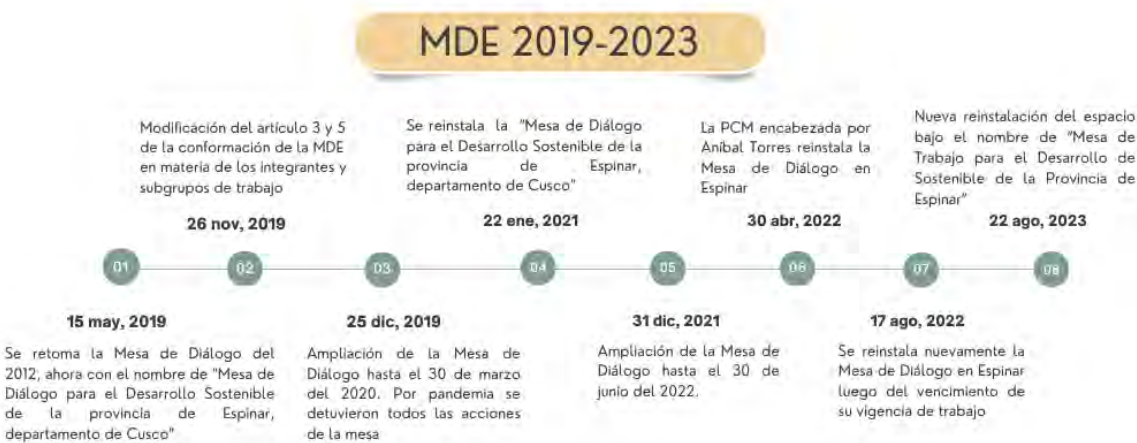 MDE 2019-2023
Modificación del artículo 3 y 5
de la conformación de la MDE
en materia de los integrantes y
subgrupos de trabajo
26 nov, 2019
Se reinstala la "Mesa de Diálogo
para el Desarrollo Sostenible de la
provincia de Espinar,
departamento de Cusco"
22 ene, 2021
La PCM encabezada por
Aníbal Torres reinstala la
Mesa de Diálogo en
Espinar
30 abr, 2022
Nueva reinstalación del espacio
bajo el nombre de "Mesa de
Trabajo para el Desarrollo de
Sostenible de la Provincia de
Espinar"
22 ago, 2023
01 02 03 04 05 06 07 08
15 may, 2019
Se retoma la Mesa de Diálogo del
2012, ahora con el nombre de "Mesa de
Diálogo para el Desarrollo Sostenible
de la provincia de Espinar,
departamento de Cusco"
25 dic, 2019
Ampliación de la Mesa de
Diálogo hasta el 30 de marzo
del 2020. Por pandemia se
detuvieron todos las acciones
de la mesa
31 dic, 2021
Ampliación de la Mesa de
Diálogo hasta el 30 de
junio del 2022.
17 ago, 2022
Se reinstala nuevamente la
Mesa de Diálogo en Espinar
luego del vencimiento de
su vigencia de trabajo